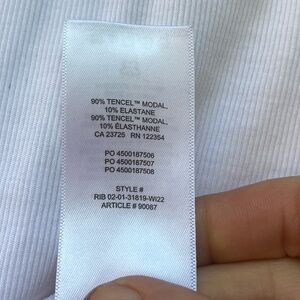 90% TENCEL™ MODAL,
10% ELASTANE
90% TENCEL™ MODAL,
10% ÉLASTHANNE
CA 23725 RN 122354
PO 4500187506
PO 4500187507
PO 4500187508
STYLE #
RIB 02-01-31819-WI22
ARTICLE # 90087